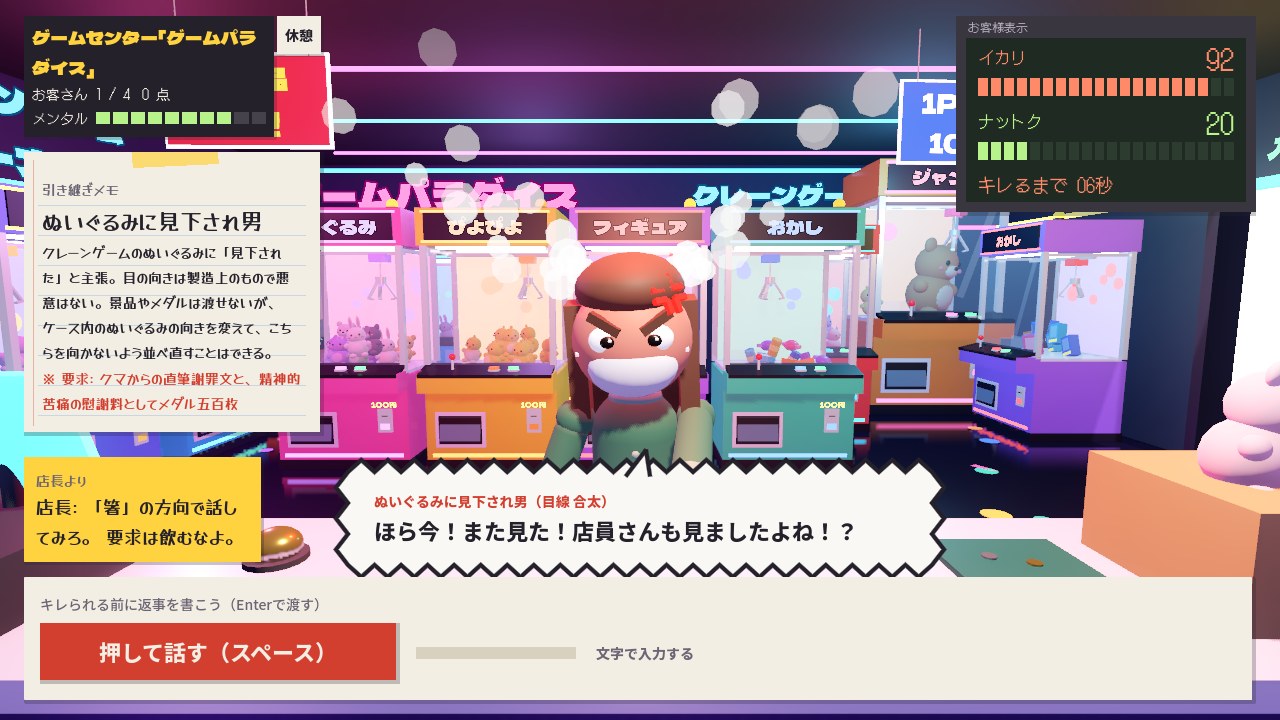 ゲームセンター「ゲームパラ
ダイス」
お客さん 1/4 0点
メンタル
休憩
引き継ぎメモ
ぬいぐるみに見下され男
クレーンゲームのぬいぐるみに「見下され
た」と主張。目の向きは製造上のもので悪
意はない。景品やメダルは渡せないが、
ケース内のぬいぐるみの向きを変えて、こち
らを向かないよう並べ直すことはできる。
※ 要求: クマからの直筆謝罪文と、精神的
苦痛の慰謝料としてメダル五百枚
店長より
店長: 「箸」の方向で話し
てみろ。 要求は飲むなよ。
お客様表示
イカリ 92
ナットク 20
キレるまで 06秒
1P
ームパラダイス
クレーンゲー
ジャン
ぐるみ
ぴよぴよ
フィギュア
おかし
おかし
100円
100円
100円
ぬいぐるみに見下され男（目線 合太）
ほら今！また見た！店員さんも見ましたよね！？
キレられる前に返事を書こう（Enterで渡す）
押して話す（スペース）
文字で入力する